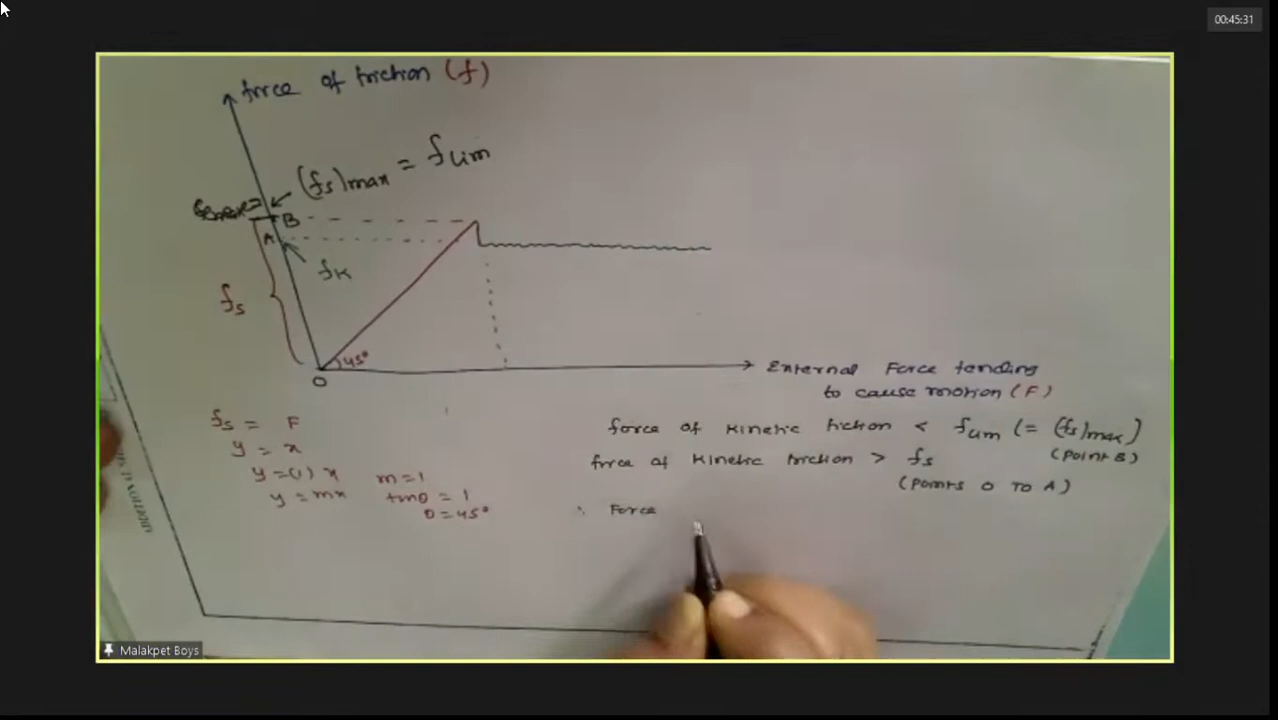 00:45:31
force of friction (f)
(fs)max = flim
B
A
fK
fs
45°
O
External Force tending
to cause motion (F)
fs = F
y = x
y = (1) x m = 1
y = mx tanθ = 1
θ = 45°
force of kinetic friction < flim (= (fs)max)
(Point B)
force of kinetic friction > fs
(Points O TO A)
∴ Force
Malakpet Boys